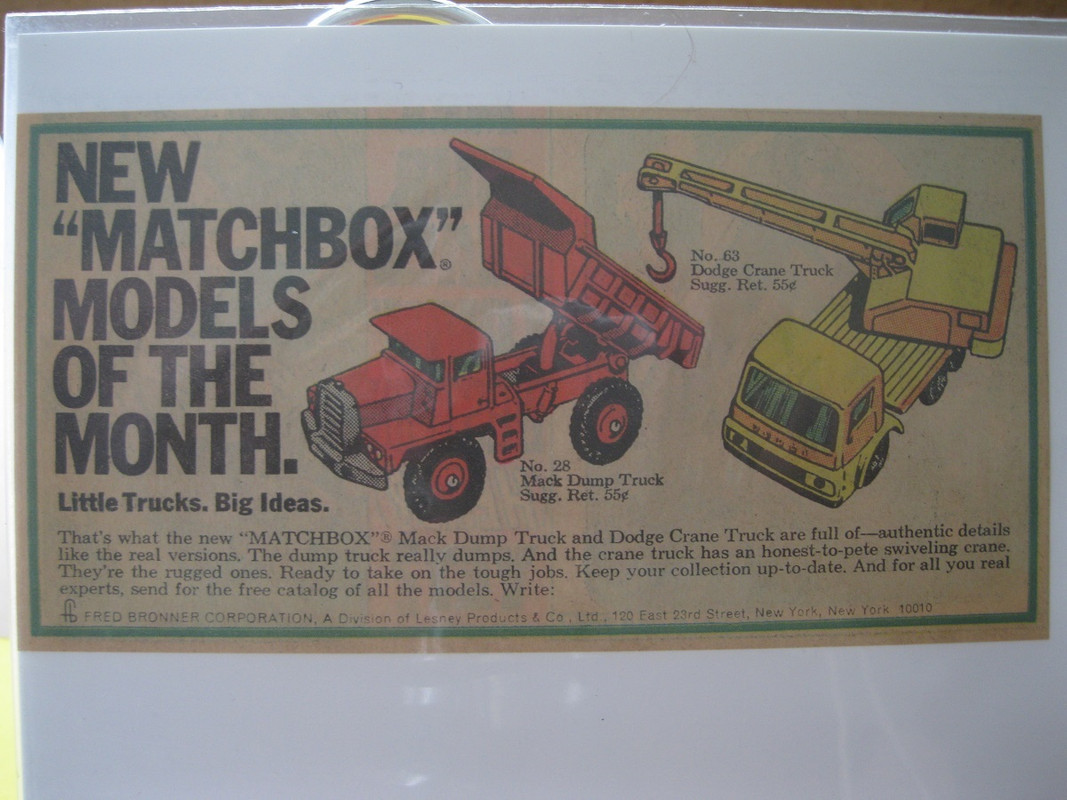 NEW
“MATCHBOX”®
MODELS
OF THE
MONTH.
Little Trucks. Big Ideas.
No. 63
Dodge Crane Truck
Sugg. Ret. 55¢
No. 28
Mack Dump Truck
Sugg. Ret. 55¢
That's what the new “MATCHBOX”® Mack Dump Truck and Dodge Crane Truck are full of—authentic details
like the real versions. The dump truck really dumps. And the crane truck has an honest-to-pete swiveling crane.
They're the rugged ones. Ready to take on the tough jobs. Keep your collection up-to-date. And for all you real
experts, send for the free catalog of all the models. Write:
fb FRED BRONNER CORPORATION, A Division of Lesney Products & Co., Ltd., 120 East 23rd Street, New York, New York 10010